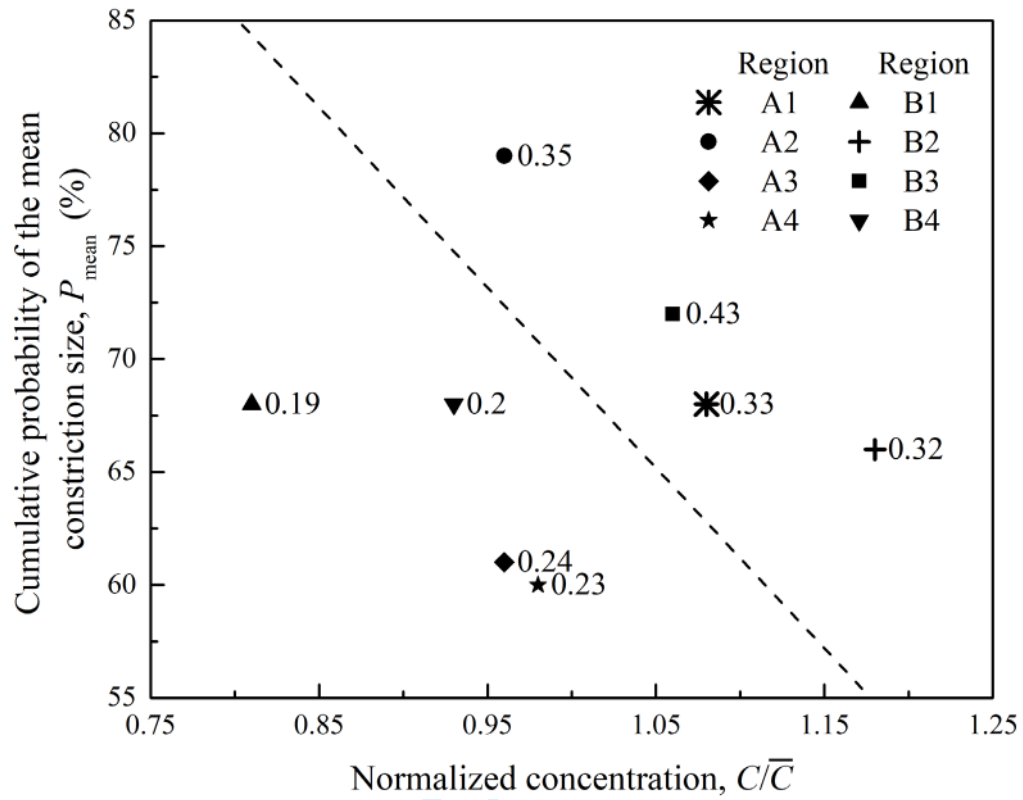 85
80
75
70
65
60
55
0.75
0.85
0.95
1.05
1.15
1.25
Cumulative probability of the mean
constriction size, Pmean (%)
Normalized concentration, C/C̅
Region Region
A1 B1
A2 B2
A3 B3
A4 B4
0.35
0.43
0.19
0.2
0.33
0.32
0.24
0.23